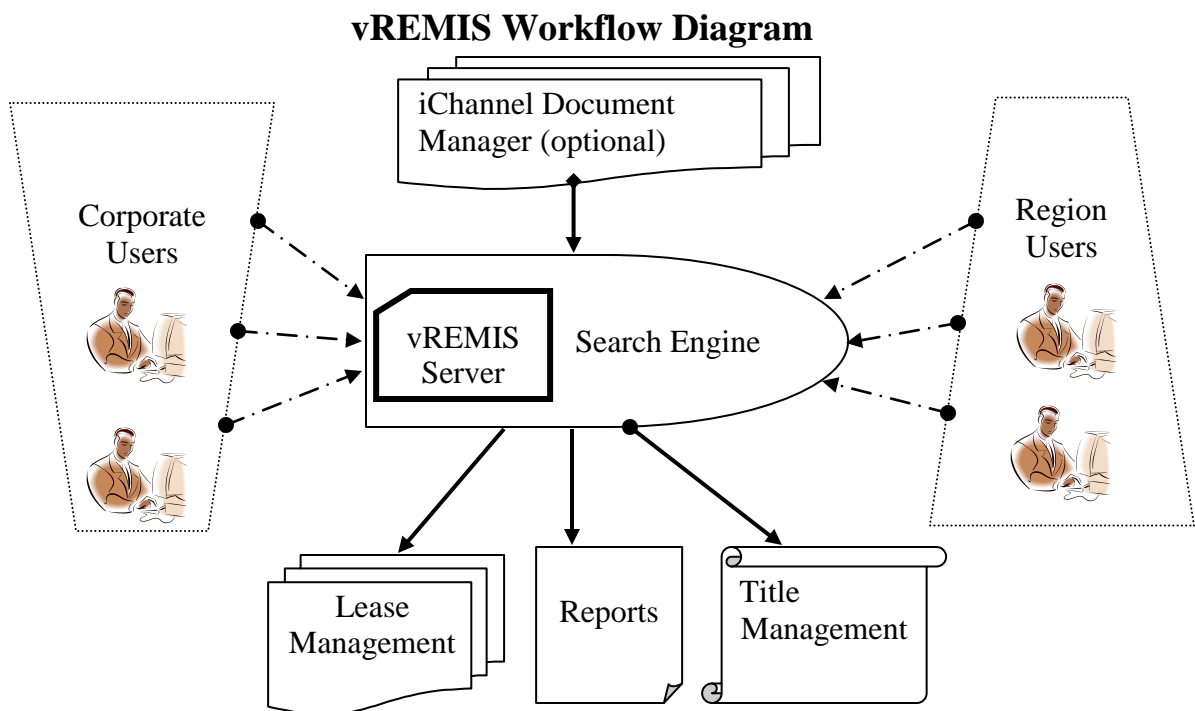 vREMIS Workflow Diagram
iChannel Document
Manager (optional)
Corporate
Users
Region
Users
vREMIS
Server
Search Engine
Lease
Management
Reports
Title
Management